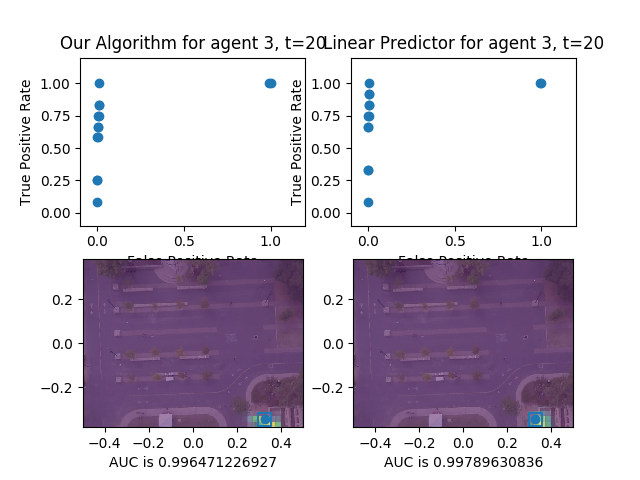 Our Algorithm for agent 3, t=20
Linear Predictor for agent 3, t=20
True Positive Rate
1.00
0.75
0.50
0.25
0.00
0.0 0.5 1.0
False Positive Rate
True Positive Rate
1.00
0.75
0.50
0.25
0.00
0.0 0.5 1.0
False Positive Rate
0.2
0.0
−0.2
−0.4 −0.2 0.0 0.2 0.4
AUC is 0.996471226927
0.2
0.0
−0.2
−0.4 −0.2 0.0 0.2 0.4
AUC is 0.99789630836